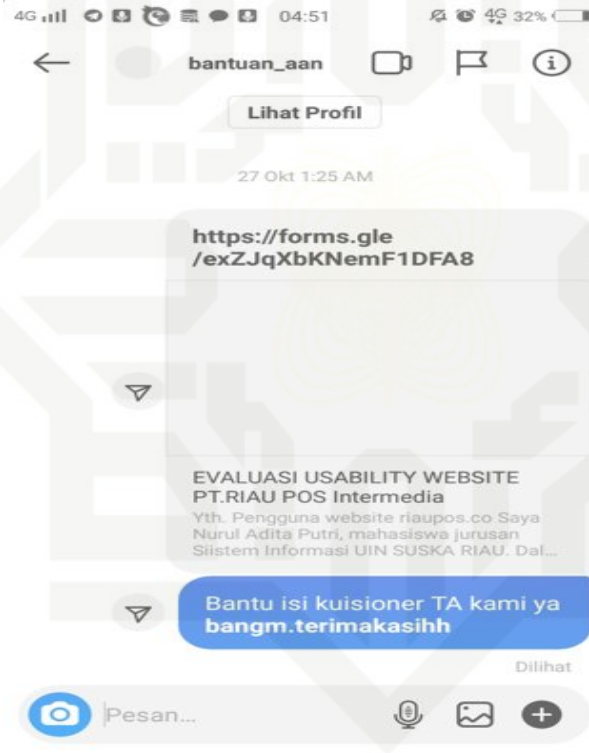 4G 04:51 4G 32%
bantuan_aan
Lihat Profil
27 Okt 1:25 AM
https://forms.gle
/exZJqXbKNemF1DFA8
EVALUASI USABILITY WEBSITE
PT.RIAU POS Intermedia
Yth. Pengguna website riaupos.co Saya
Nurul Adita Putri, mahasiswa jurusan
Siistem Informasi UIN SUSKA RIAU. Dal...
Bantu isi kuisioner TA kami ya
bangm.terimakasihh
Dilihat
Pesan...